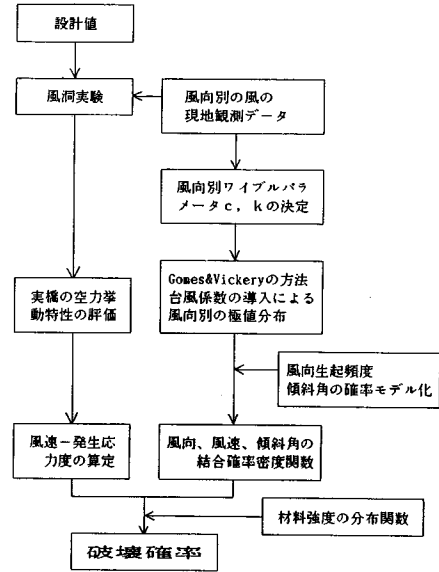 設計値
風洞実験
風向別の風の
現地観測データ
風向別ワイブルパラ
メータｃ，ｋの決定
Gomes&Vickeryの方法
台風係数の導入による
風向別の極値分布
実橋の空力挙
動特性の評価
風向生起頻度
傾斜角の確率モデル化
風速－発生応
力度の算定
風向、風速、傾斜角の
結合確率密度関数
材料強度の分布関数
破壊確率